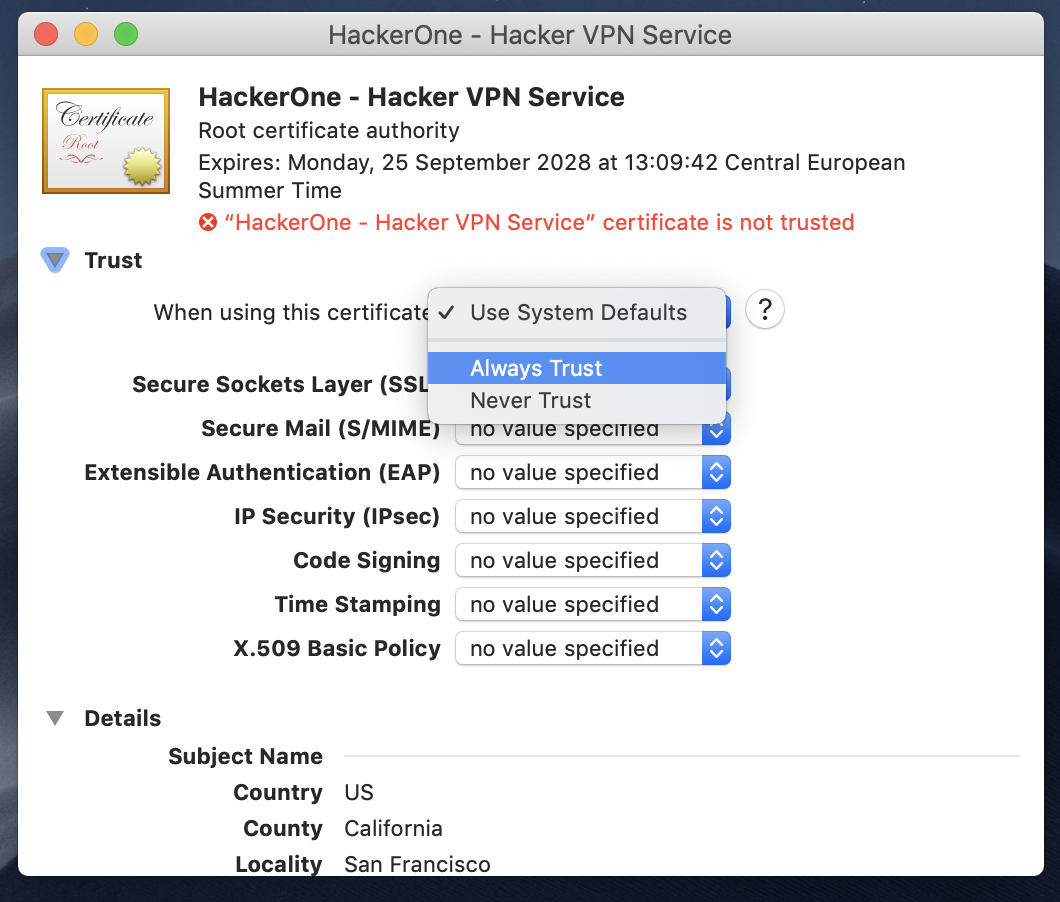 HackerOne - Hacker VPN Service
Certificate
Root
HackerOne - Hacker VPN Service
Root certificate authority
Expires: Monday, 25 September 2028 at 13:09:42 Central European
Summer Time
“HackerOne - Hacker VPN Service” certificate is not trusted
Trust
When using this certificate
✓ Use System Defaults
?
Always Trust
Never Trust
Secure Sockets Layer (SSL
Secure Mail (S/MIME) no value specified
Extensible Authentication (EAP) no value specified
IP Security (IPsec) no value specified
Code Signing no value specified
Time Stamping no value specified
X.509 Basic Policy no value specified
Details
Subject Name
Country US
County California
Locality San Francisco